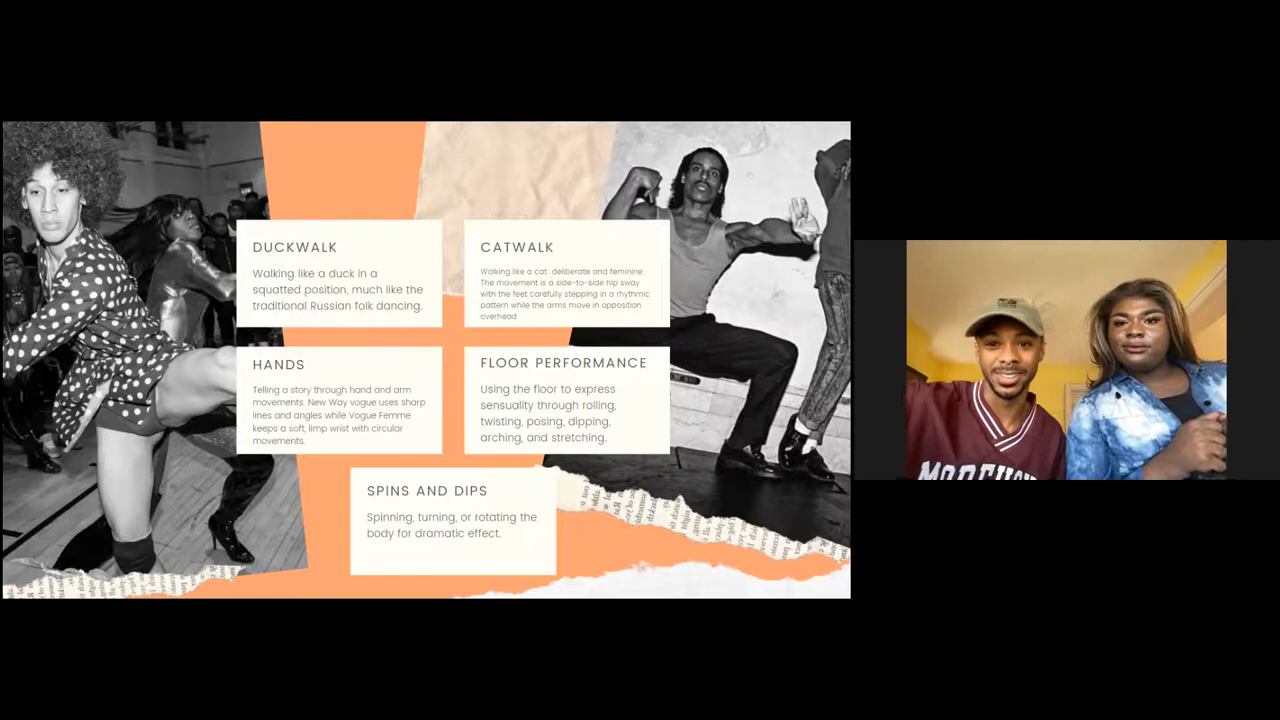 DUCKWALK
Walking like a duck in a
squatted position, much like the
traditional Russian folk dancing.
CATWALK
Walking like a cat: deliberate and feminine.
The movement is a side-to-side hip sway
with the feet carefully stepping in a rhythmic
pattern while the arms move in opposition
overhead
HANDS
Telling a story through hand and arm
movements. New Way vogue uses sharp
lines and angles while Vogue Femme
keeps a soft, limp wrist with circular
movements.
FLOOR PERFORMANCE
Using the floor to express
sensuality through rolling,
twisting, posing, dipping,
arching, and stretching.
SPINS AND DIPS
Spinning, turning, or rotating the
body for dramatic effect.